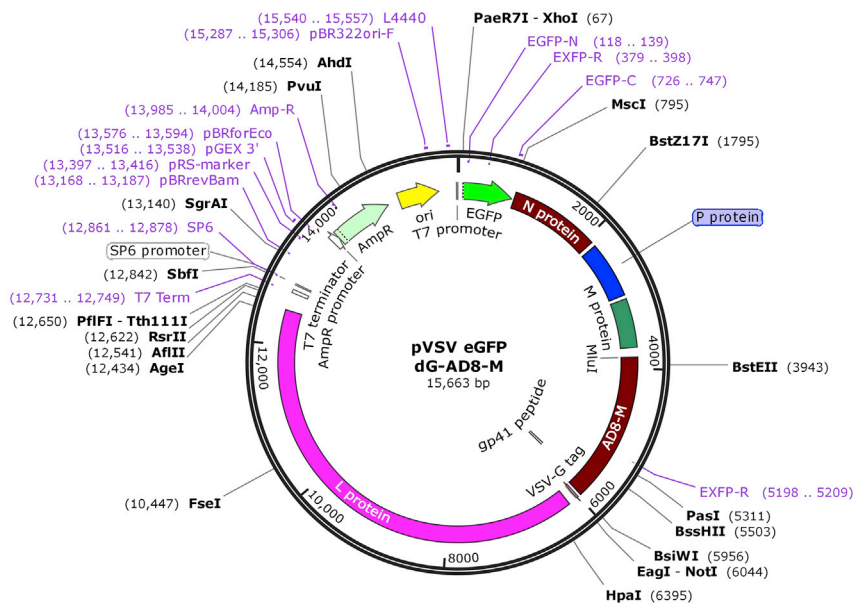 (15,540 .. 15,557) L4440
(15,287 .. 15,306) pBR322ori-F
(14,554) AhdI
(14,185) PvuI
(13,985 .. 14,004) Amp-R
(13,576 .. 13,594) pBRforEco
(13,516 .. 13,538) pGEX 3'
(13,397 .. 13,416) pRS-marker
(13,168 .. 13,187) pBRrevBam
(13,140) SgrAI
(12,861 .. 12,878) SP6
SP6 promoter
(12,842) SbfI
(12,731 .. 12,749) T7 Term
(12,650) PflFI - Tth111I
(12,622) RsrII
(12,541) AflII
(12,434) AgeI
(10,447) FseI
PaeR7I - XhoI (67)
EGFP-N (118 .. 139)
EXFP-R (379 .. 398)
EGFP-C (726 .. 747)
MscI (795)
BstZ17I (1795)
P protein
BstEII (3943)
EXFP-R (5198 .. 5209)
PasI (5311)
BssHII (5503)
BsiWI (5956)
EagI - NotI (6044)
HpaI (6395)
2000
4000
6000
8000
10,000
12,000
14,000
ori
AmpR
T7 promoter
EGFP
N protein
M protein
MluI
AD8-M
gp41 peptide
VSV-G tag
L protein
T7 terminator
AmpR promoter
pVSV eGFP
dG-AD8-M
15,663 bp